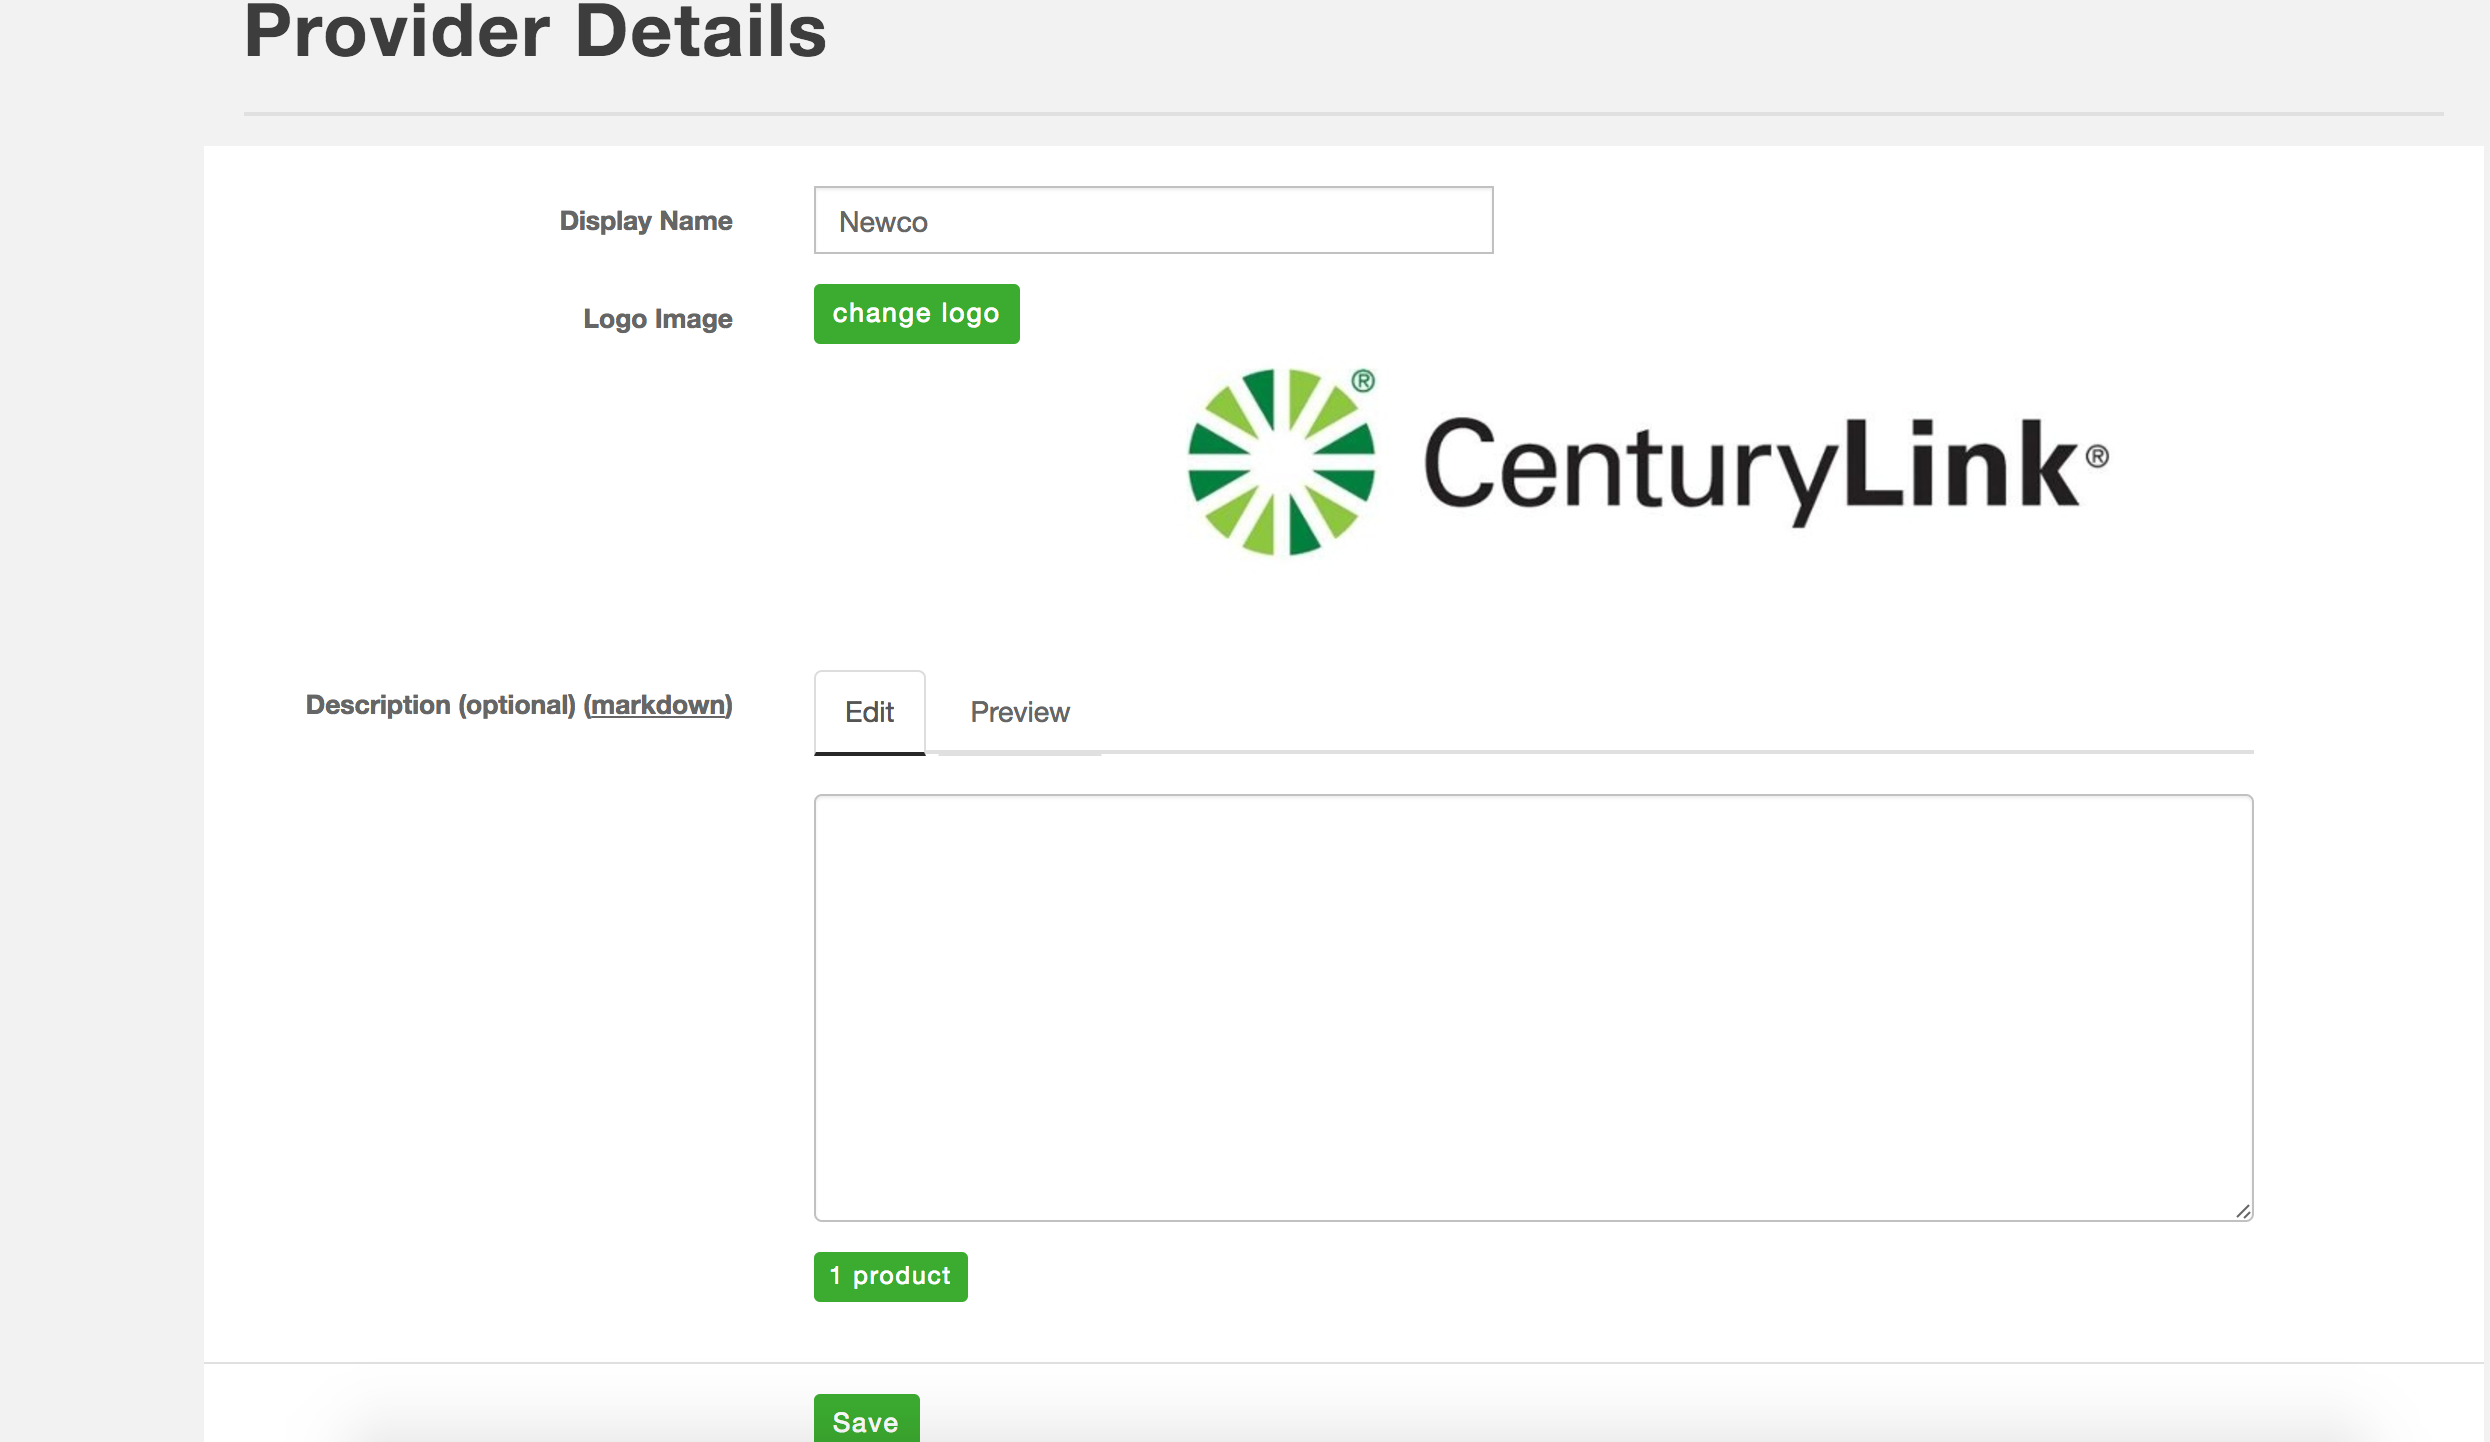 Provider Details
Display Name
Newco
Logo Image
change logo
®
CenturyLink®
Description (optional) (markdown)
Edit
Preview
1 product
Save